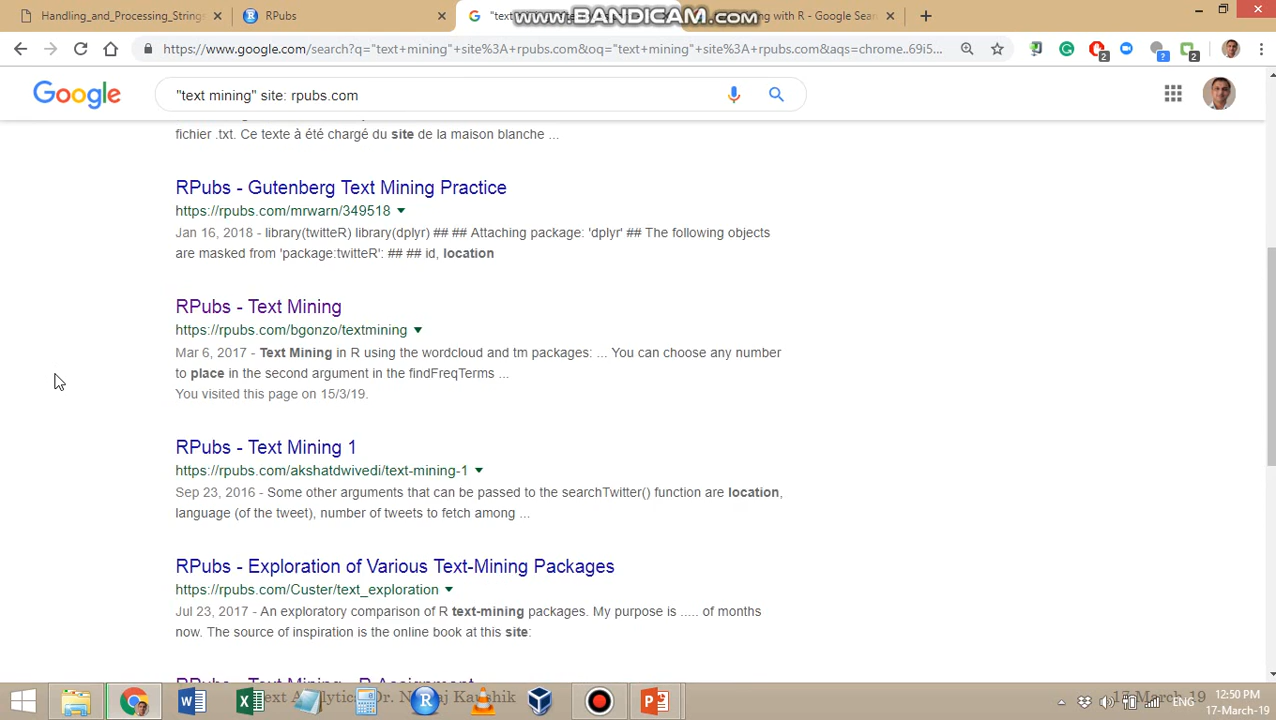 Handling_and_Processing_Strings
RPubs
"text
www.BANDICAM.com
g with R - Google Sear
https://www.google.com/search?q="text+mining"+site%3A+rpubs.com&oq="text+mining"+site%3A+rpubs.com&aqs=chrome..69i5...
2
?
2
Google
"text mining" site: rpubs.com
fichier .txt. Ce texte à été chargé du site de la maison blanche ...
RPubs - Gutenberg Text Mining Practice
https://rpubs.com/mrwarn/349518
Jan 16, 2018 - library(twitteR) library(dplyr) ## ## Attaching package: 'dplyr' ## The following objects
are masked from 'package:twitteR': ## ## id, location
RPubs - Text Mining
https://rpubs.com/bgonzo/textmining
Mar 6, 2017 - Text Mining in R using the wordcloud and tm packages: ... You can choose any number
to place in the second argument in the findFreqTerms ...
You visited this page on 15/3/19.
RPubs - Text Mining 1
https://rpubs.com/akshatdwivedi/text-mining-1
Sep 23, 2016 - Some other arguments that can be passed to the searchTwitter() function are location,
language (of the tweet), number of tweets to fetch among ...
RPubs - Exploration of Various Text-Mining Packages
https://rpubs.com/Custer/text_exploration
Jul 23, 2017 - An exploratory comparison of R text-mining packages. My purpose is ..... of months
now. The source of inspiration is the online book at this site:
RPubs - Text Mining - R Assignment
Text Analytics Dr. Kaushik
ENG
12:50 PM
17-March-19